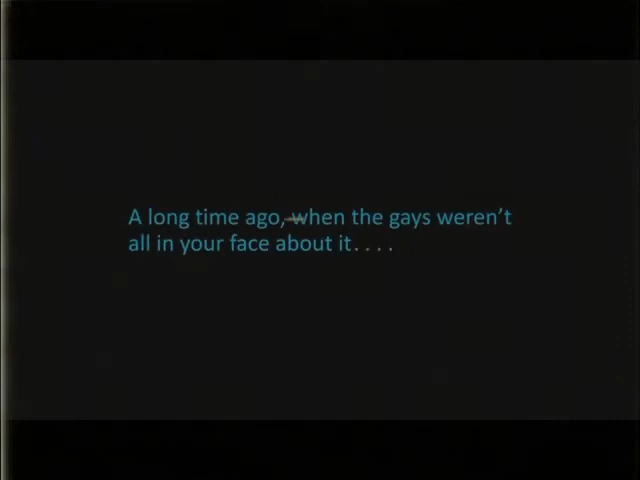 A long time ago, when the gays weren't
all in your face about it....